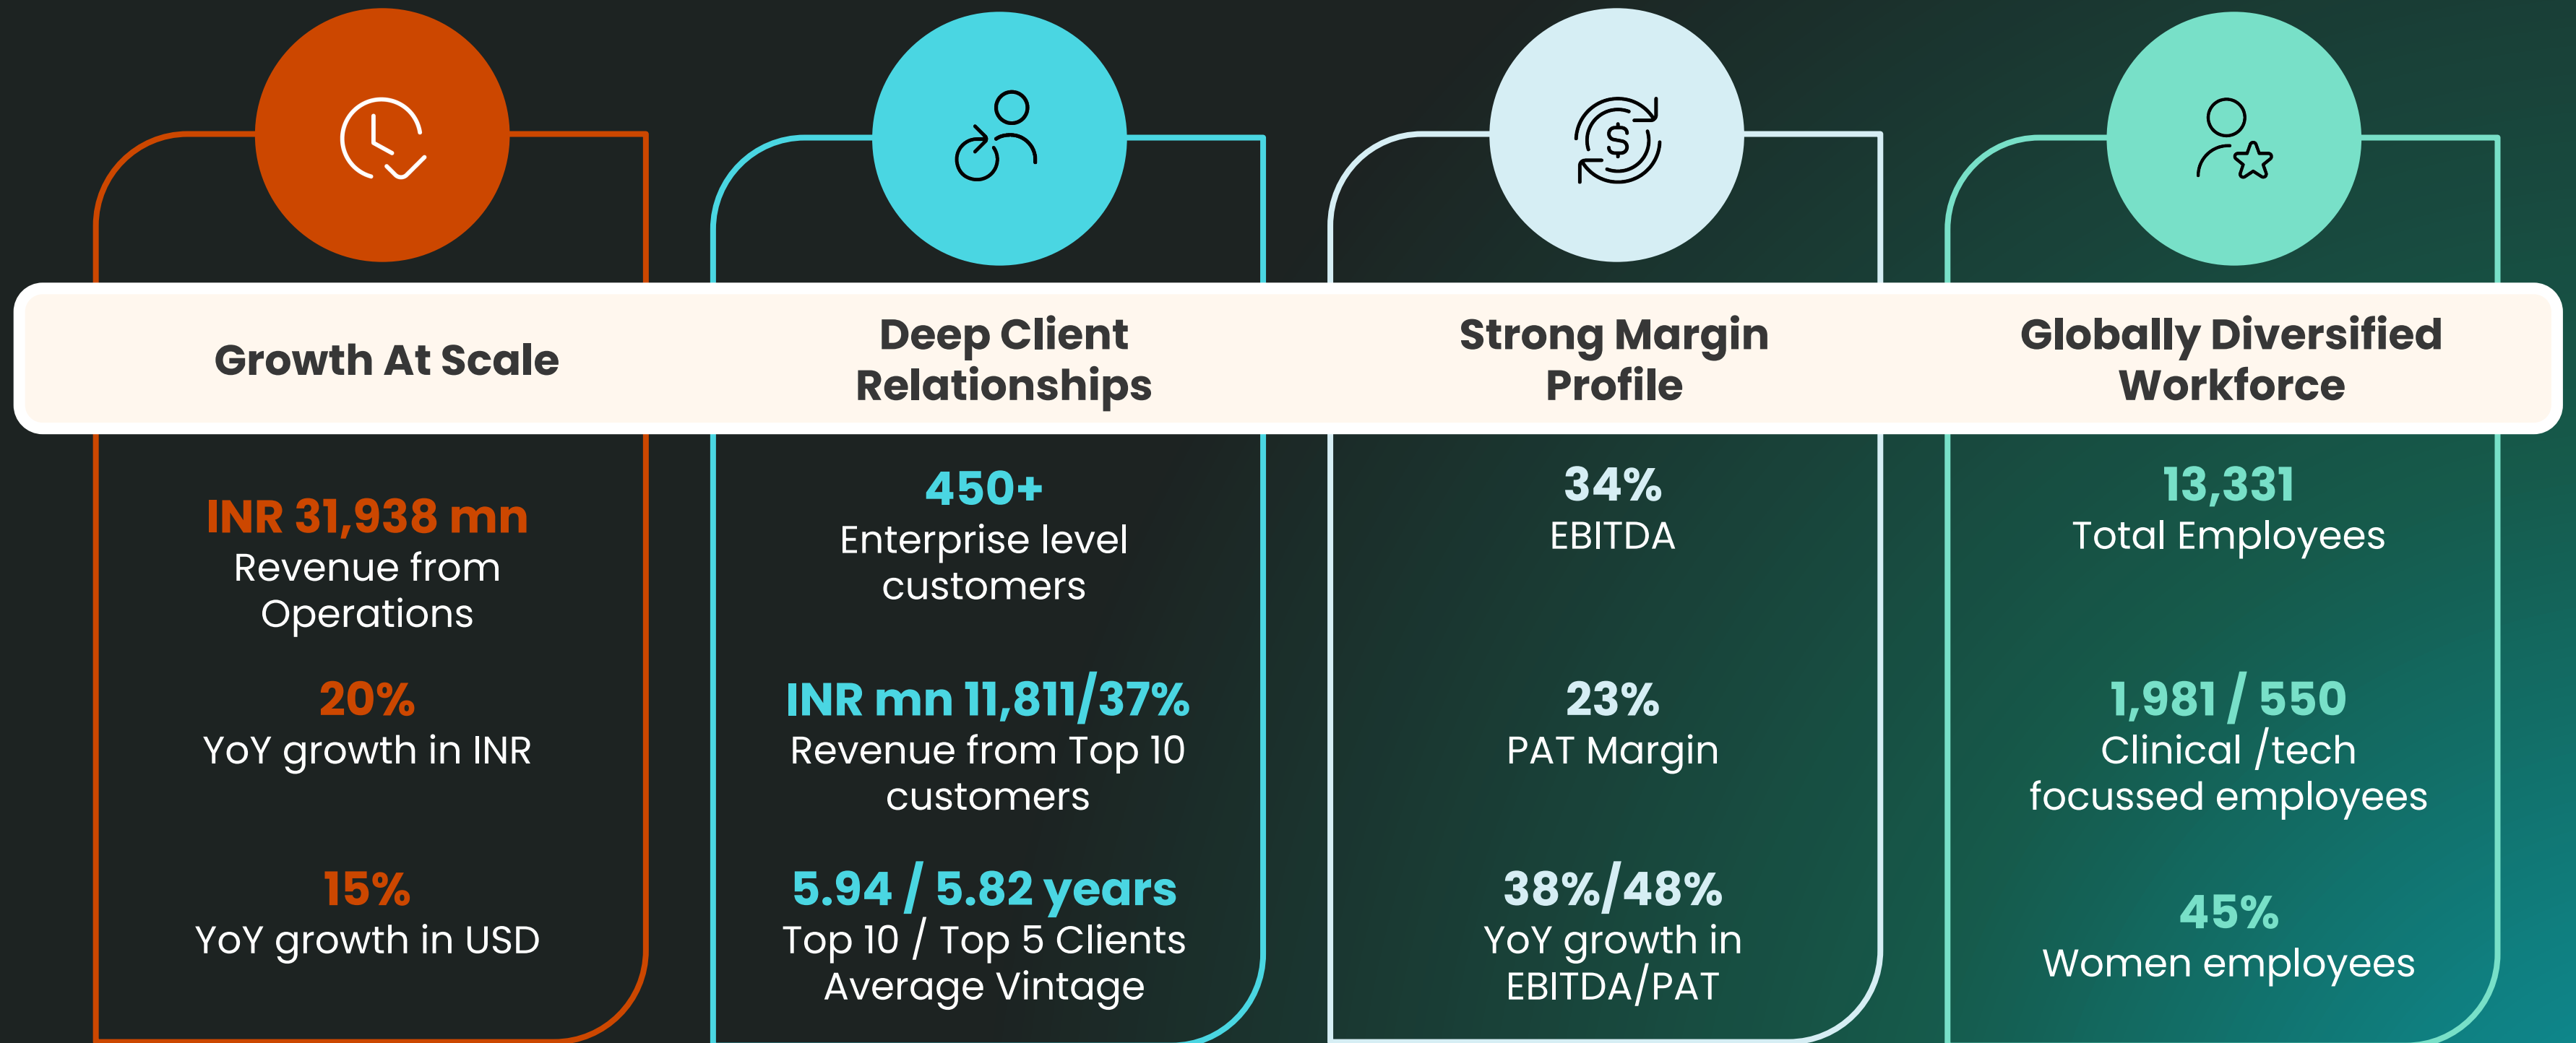 Growth At Scale
INR 31,938 mn
Revenue from
Operations
20%
YoY growth in INR
15%
YoY growth in USD
Deep Client
Relationships
450+
Enterprise level
customers
INR mn 11,811/37%
Revenue from Top 10
customers
5.94 / 5.82 years
Top 10 / Top 5 Clients
Average Vintage
Strong Margin
Profile
34%
EBITDA
23%
PAT Margin
38%/48%
YoY growth in
EBITDA/PAT
Globally Diversified
Workforce
13,331
Total Employees
1,981 / 550
Clinical /tech
focussed employees
45%
Women employees